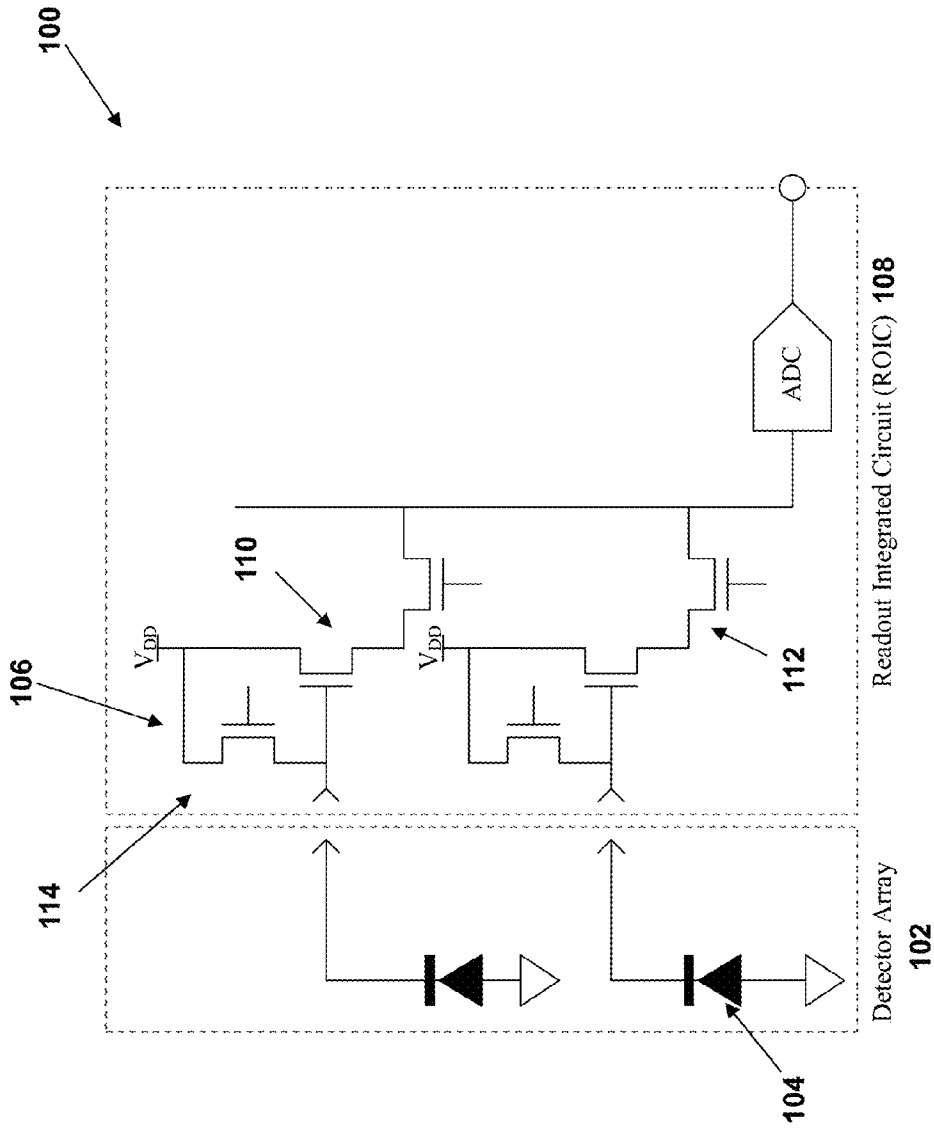 100
106
V_DD
110
114
V_DD
112
ADC
104
Detector Array
102
Readout Integrated Circuit (ROIC) 108